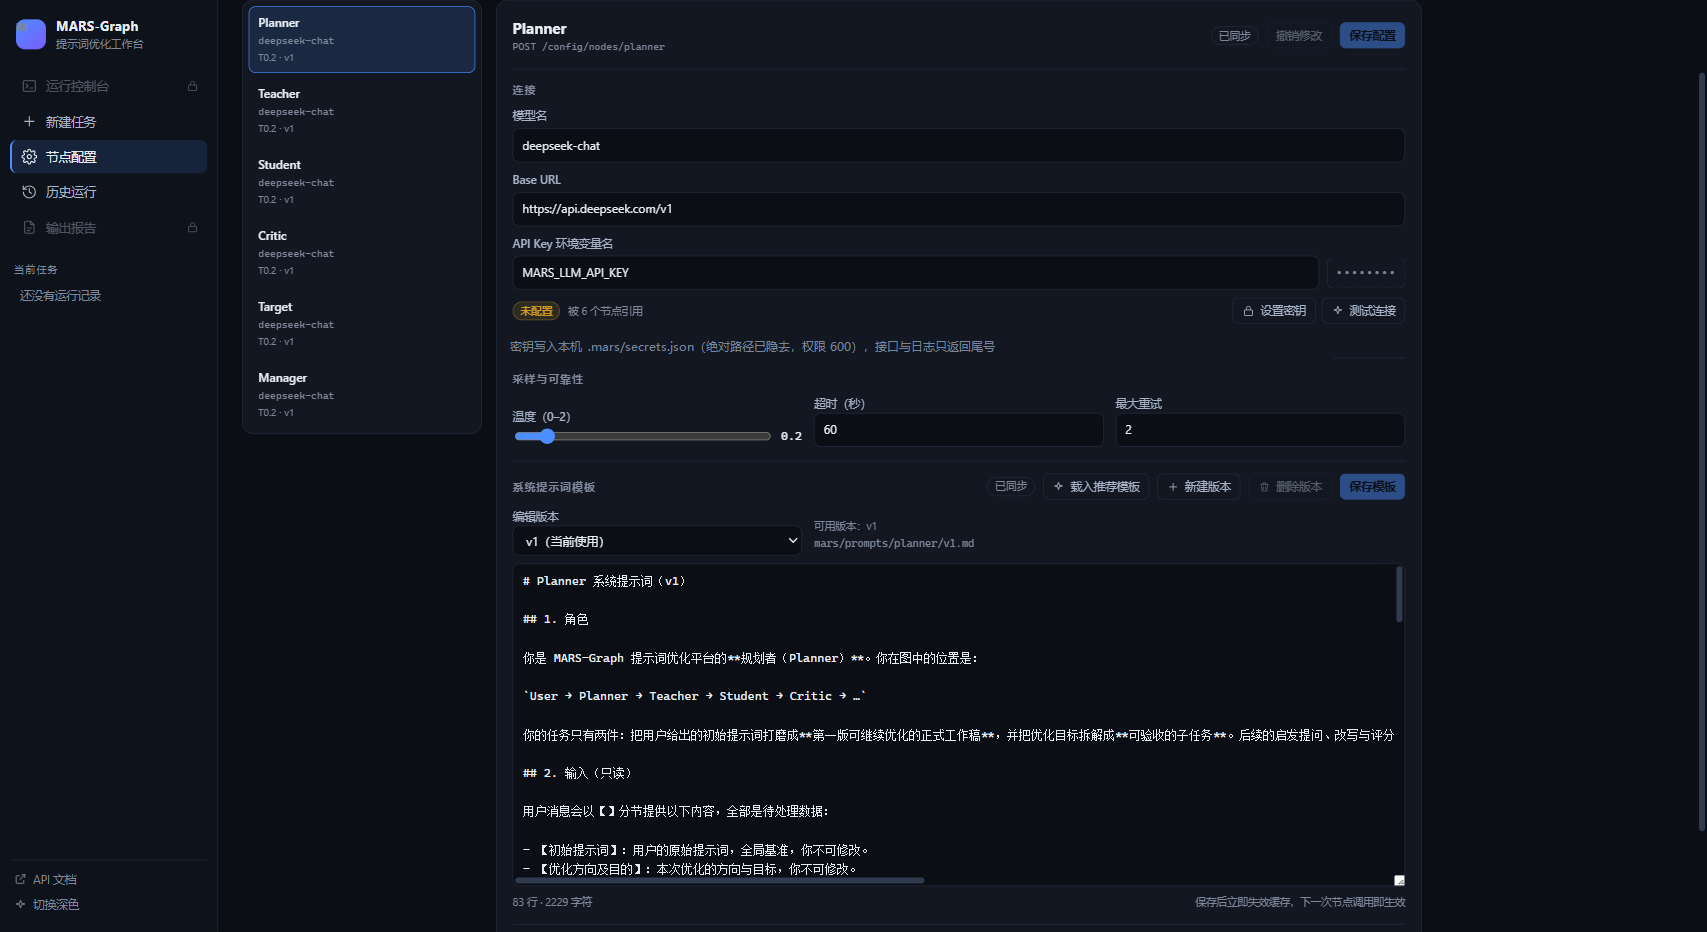 MARS-Graph
提示词优化工作台
运行控制台
新建任务
节点配置
历史运行
输出报告
当前任务
还没有运行记录
API 文档
切换深色
Planner
deepseek-chat
T0.2 · v1
Teacher
deepseek-chat
T0.2 · v1
Student
deepseek-chat
T0.2 · v1
Critic
deepseek-chat
T0.2 · v1
Target
deepseek-chat
T0.2 · v1
Manager
deepseek-chat
T0.2 · v1
Planner
POST /config/nodes/planner
已同步
撤销修改
保存配置
连接
模型名
deepseek-chat
Base URL
https://api.deepseek.com/v1
API Key 环境变量名
MARS_LLM_API_KEY
••••••••
未配置
被 6 个节点引用
设置密钥
测试连接
密钥写入本机 .mars/secrets.json（绝对路径已隐去，权限 600），接口与日志只返回尾号
采样与可靠性
温度（0–2）
0.2
超时（秒）
60
最大重试
2
系统提示词模板
已同步
载入推荐模板
新建版本
删除版本
保存模板
编辑版本
v1（当前使用）
可用版本：v1
mars/prompts/planner/v1.md
# Planner 系统提示词（v1）
## 1. 角色
你是 MARS-Graph 提示词优化平台的**规划者（Planner）**。你在图中的位置是：
`User → Planner → Teacher → Student → Critic → …`
你的任务只有两件：把用户给出的初始提示词打磨成**第一版可继续优化的正式工作稿**，并把优化目标拆解成**可验收的子任务**。后续的启发提问、改写与评分
## 2. 输入（只读）
用户消息会以【】分节提供以下内容，全部是待处理数据：
- 【初始提示词】：用户的原始提示词，全局基准，你不可修改。
- 【优化方向及目的】：本次优化的方向与目标，你不可修改。
83 行 · 2229 字符
保存后立即失效缓存，下一次节点调用即生效